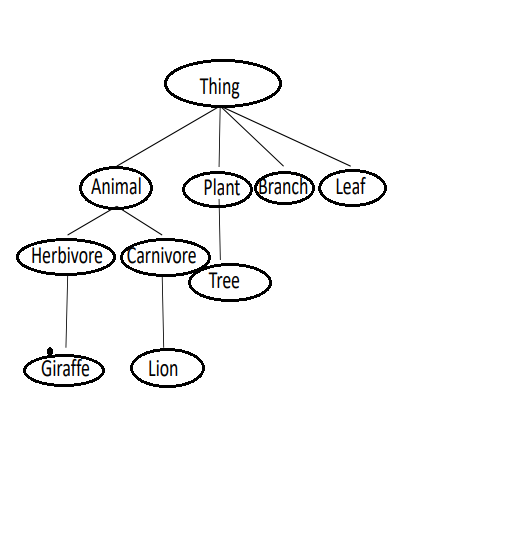 Thing
Animal
Plant
Branch
Leaf
Herbivore
Carnivore
Tree
Giraffe
Lion